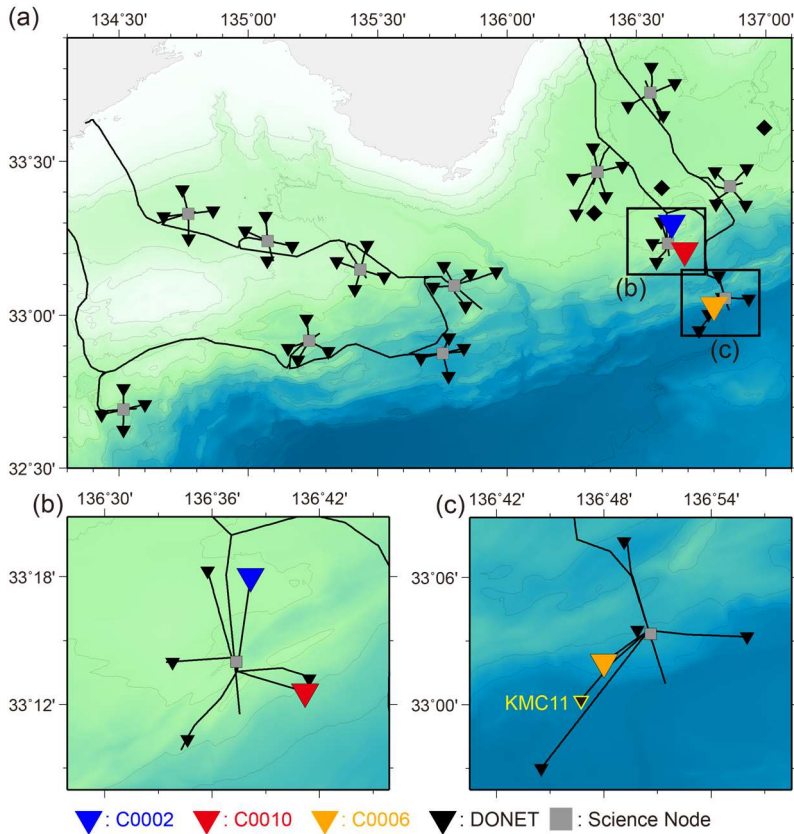 (a)
134°30' 135°00' 135°30' 136°00' 136°30' 137°00'
33°30'
33°00'
32°30'
(b)
(c)
(b)
136°30' 136°36' 136°42'
33°18'
33°12'
(c)
136°42' 136°48' 136°54'
33°06'
33°00'
KMC11
: C0002 : C0010 : C0006 : DONET : Science Node